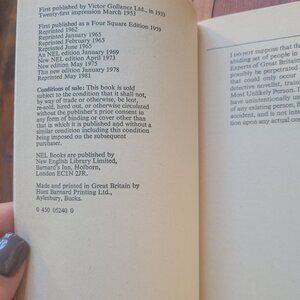 First published by Victor Gollancz Ltd., in 1933
Twenty-first impression March 1953
First published as a Four Square Edition 1959
Reprinted 1962
Reprinted January 1965
Reprinted February 1965
Reprinted June 1965
An NEL edition January 1969
New NEL edition April 1973
New edition May 1975
This new edition January 1978
Reprinted May 1981
Conditions of sale: This book is sold
subject to the condition that it shall not,
by way of trade or otherwise, be lent,
re-sold, hired out, or otherwise circulated
without the publisher's prior consent in
any form of binding or cover other than
that in which it is published and without a
similar condition including this condition
being imposed on the subsequent
purchaser.
NEL Books are published by
New English Library Limited,
Barnard's Inn, Holborn,
London EC1N 2JR.
Made and printed in Great Britain by
Hunt Barnard Printing Ltd.,
Aylesbury, Bucks.
0 450 05240 0
I do not suppose that the
abiding set of people in
Experts of Great Britain
possibly be perpetrated
that could only occur
detective novelist,
Most Unlikely Person.
have unintentionally
of any existing person,
accident, and is not
tion upon any actual